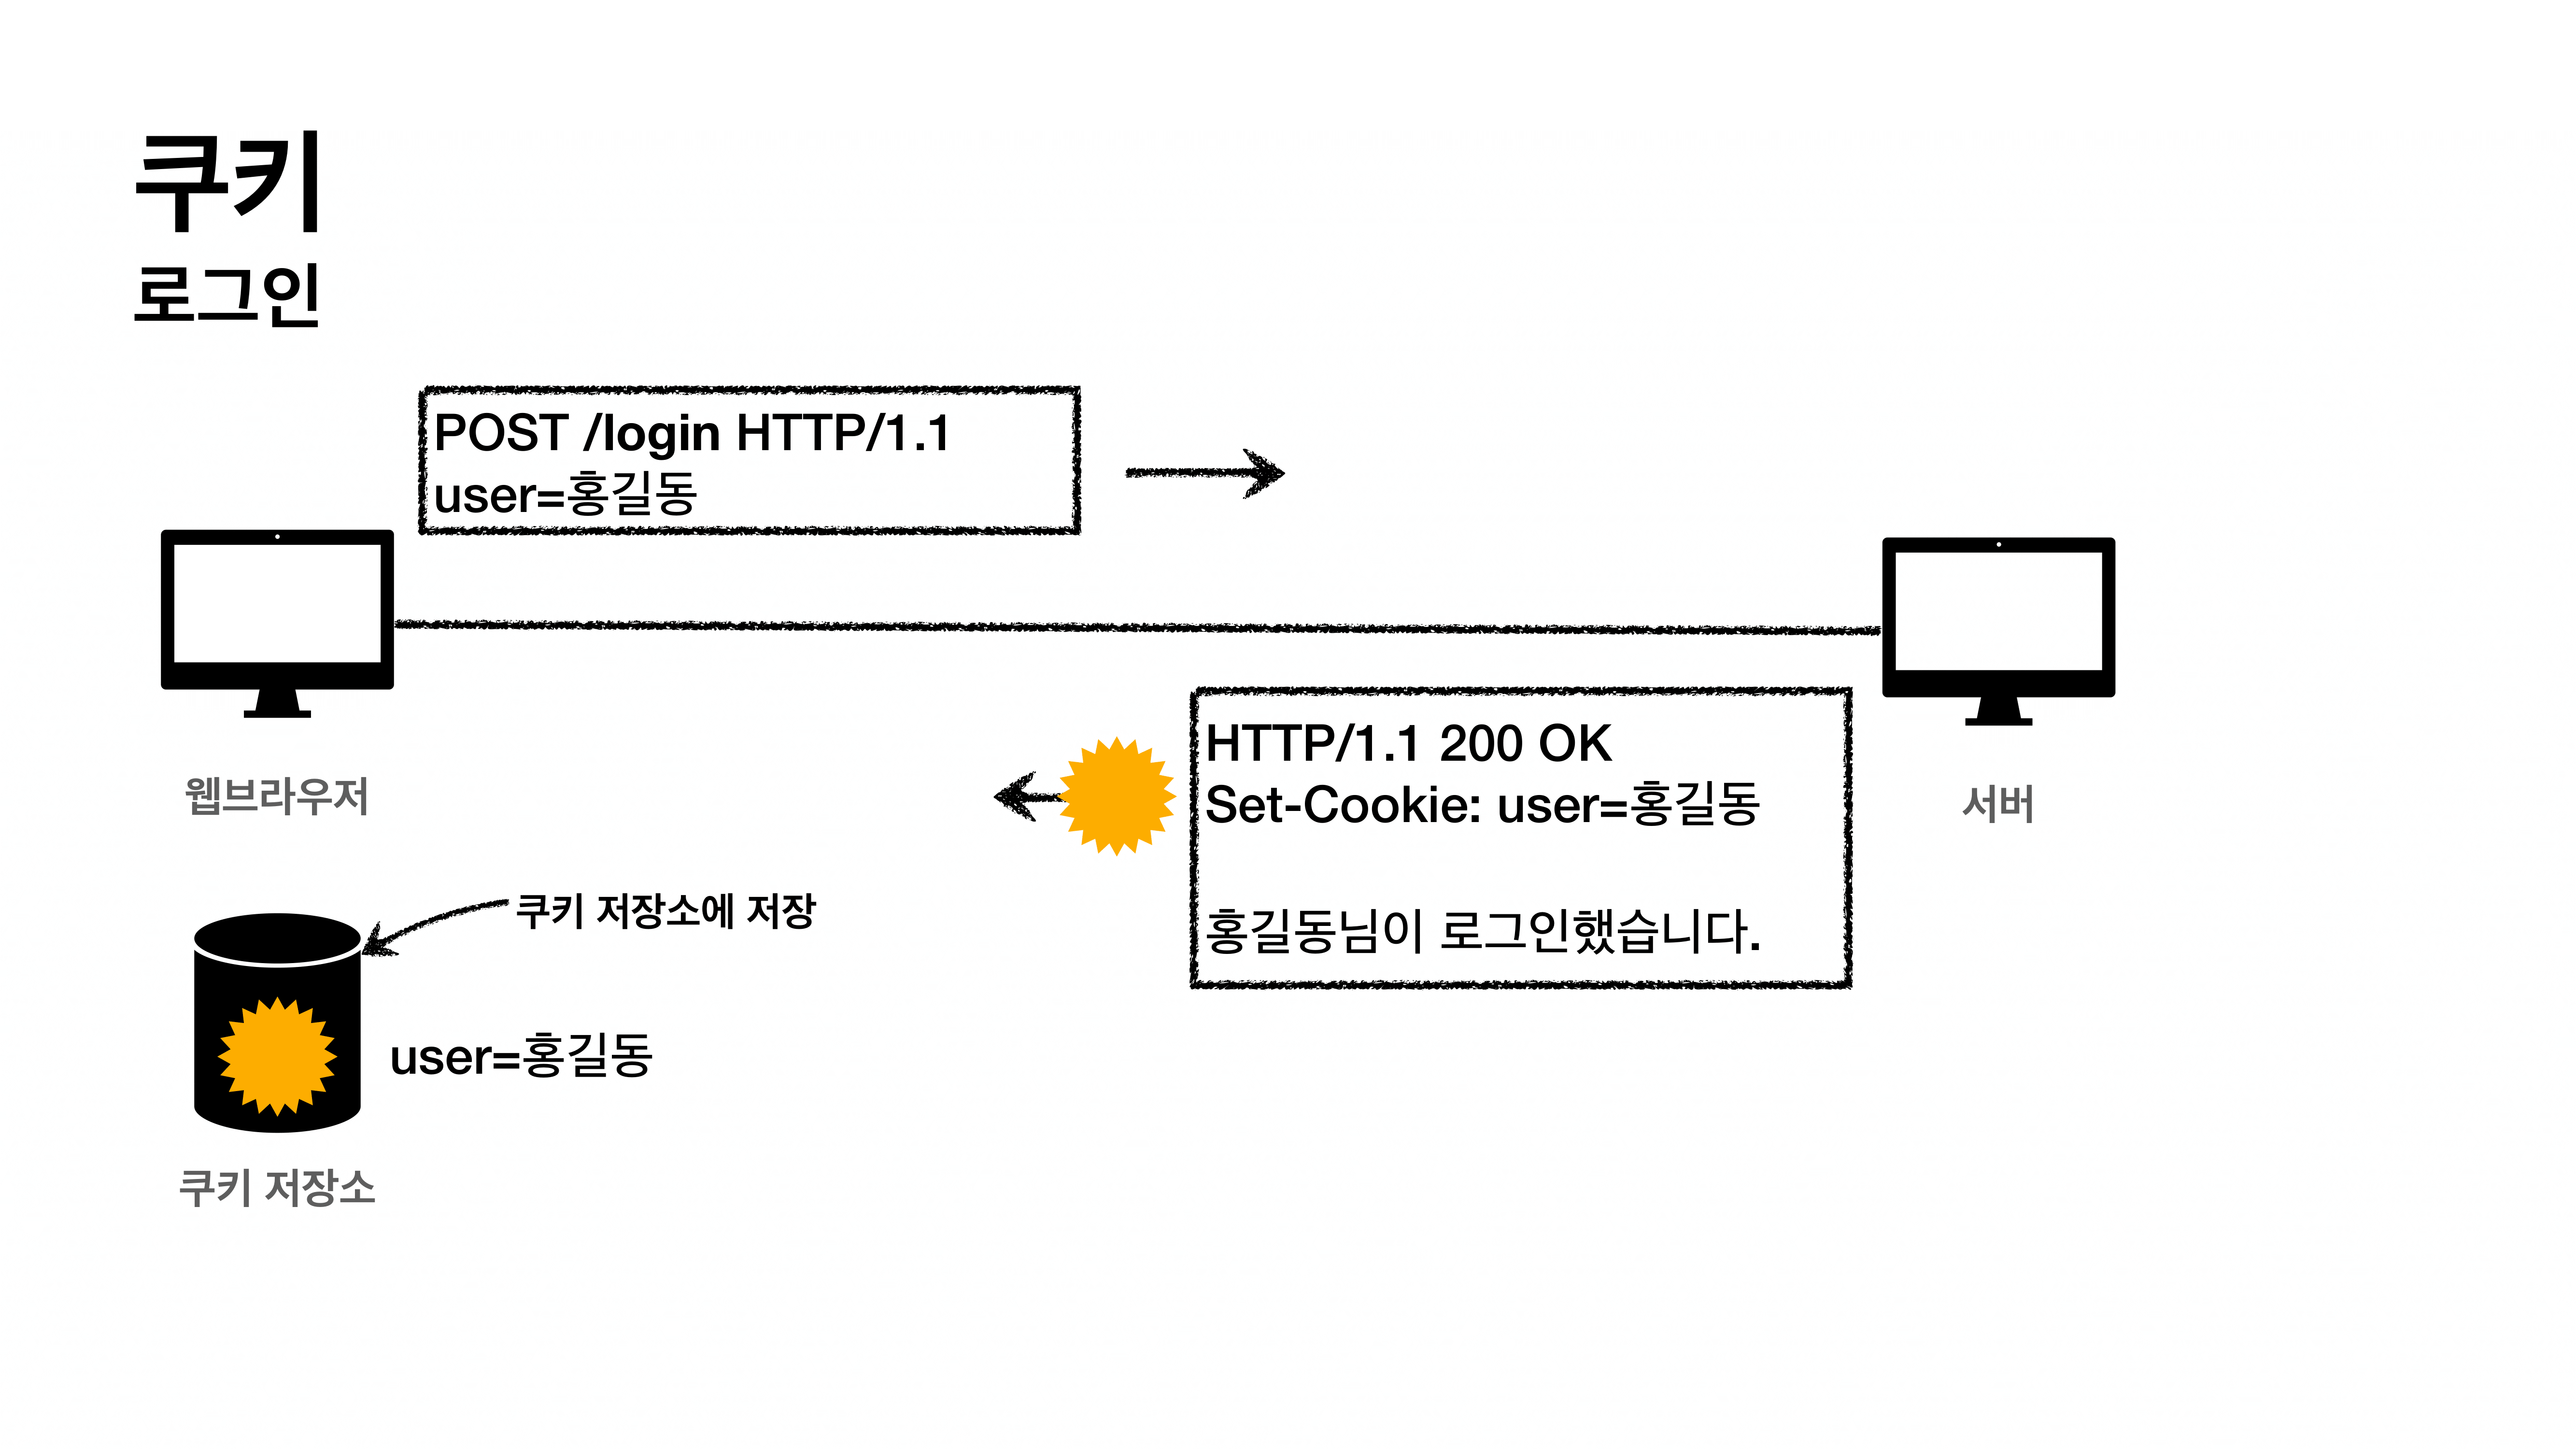 쿠키
로그인
POST /login HTTP/1.1
user=홍길동
웹브라우저
서버
HTTP/1.1 200 OK
Set-Cookie: user=홍길동
홍길동님이 로그인했습니다.
쿠키 저장소에 저장
user=홍길동
쿠키 저장소